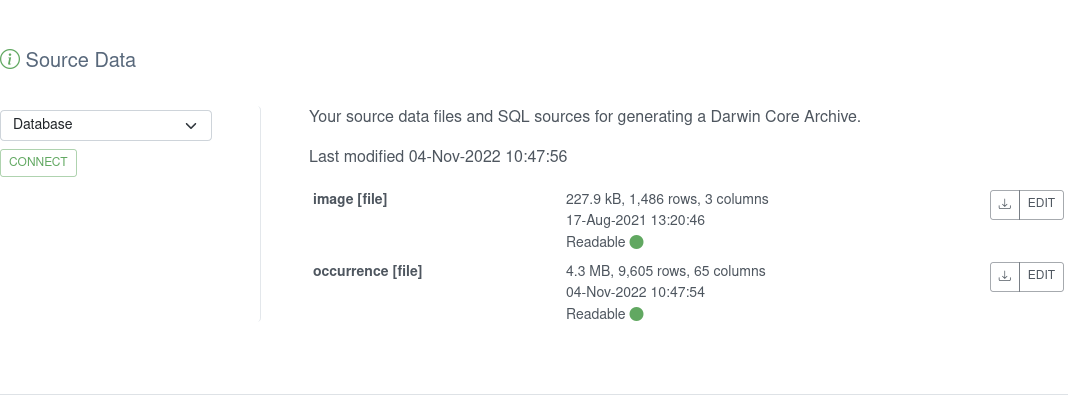 Source Data
Database
CONNECT
Your source data files and SQL sources for generating a Darwin Core Archive.
Last modified 04-Nov-2022 10:47:56
image [file]
227.9 kB, 1,486 rows, 3 columns
17-Aug-2021 13:20:46
Readable
EDIT
occurrence [file]
4.3 MB, 9,605 rows, 65 columns
04-Nov-2022 10:47:54
Readable
EDIT